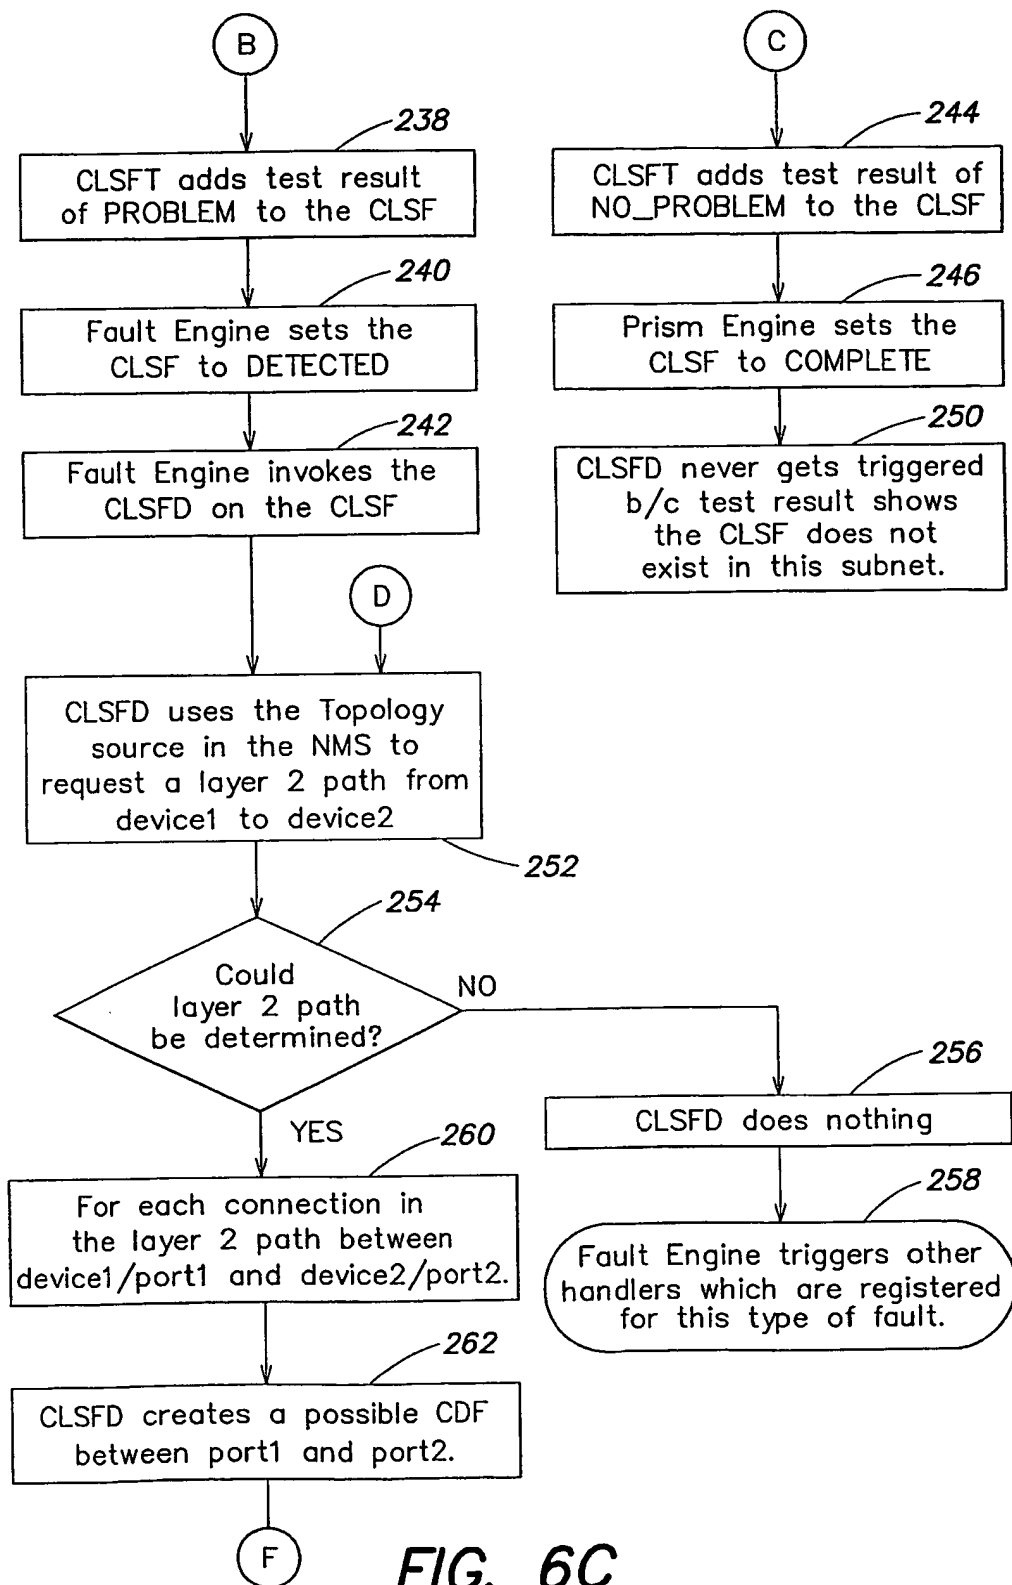 B
238
CLSFT adds test result
of PROBLEM to the CLSF
240
Fault Engine sets the
CLSF to DETECTED
242
Fault Engine invokes the
CLSFD on the CLSF
D
CLSFD uses the Topology
source in the NMS to
request a layer 2 path from
device1 to device2
252
254
Could
layer 2 path
be determined?
NO
YES
260
For each connection in
the layer 2 path between
device1/port1 and device2/port2.
262
CLSFD creates a possible CDF
between port1 and port2.
F
C
244
CLSFT adds test result of
NO_PROBLEM to the CLSF
246
Prism Engine sets the
CLSF to COMPLETE
250
CLSFD never gets triggered
b/c test result shows
the CLSF does not
exist in this subnet.
256
CLSFD does nothing
258
Fault Engine triggers other
handlers which are registered
for this type of fault.
FIG. 6C